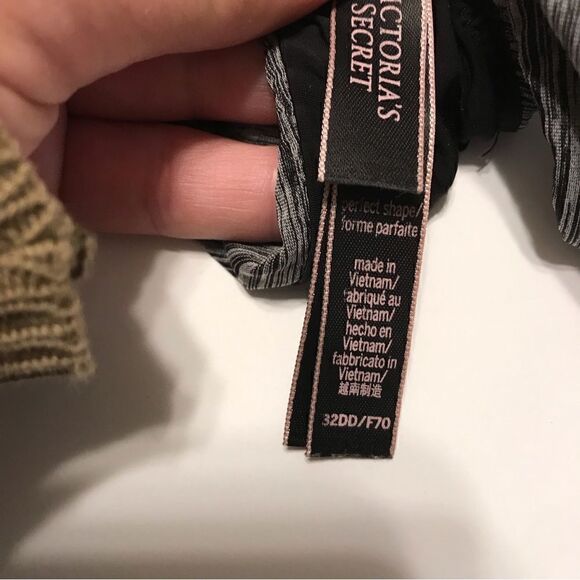 VICTORIA'S
SECRET
perfect shape/
forme parfaite
made in
Vietnam/
fabriqué au
Vietnam/
hecho en
Vietnam/
fabbricato in
Vietnam/
越南制造
32DD/F70